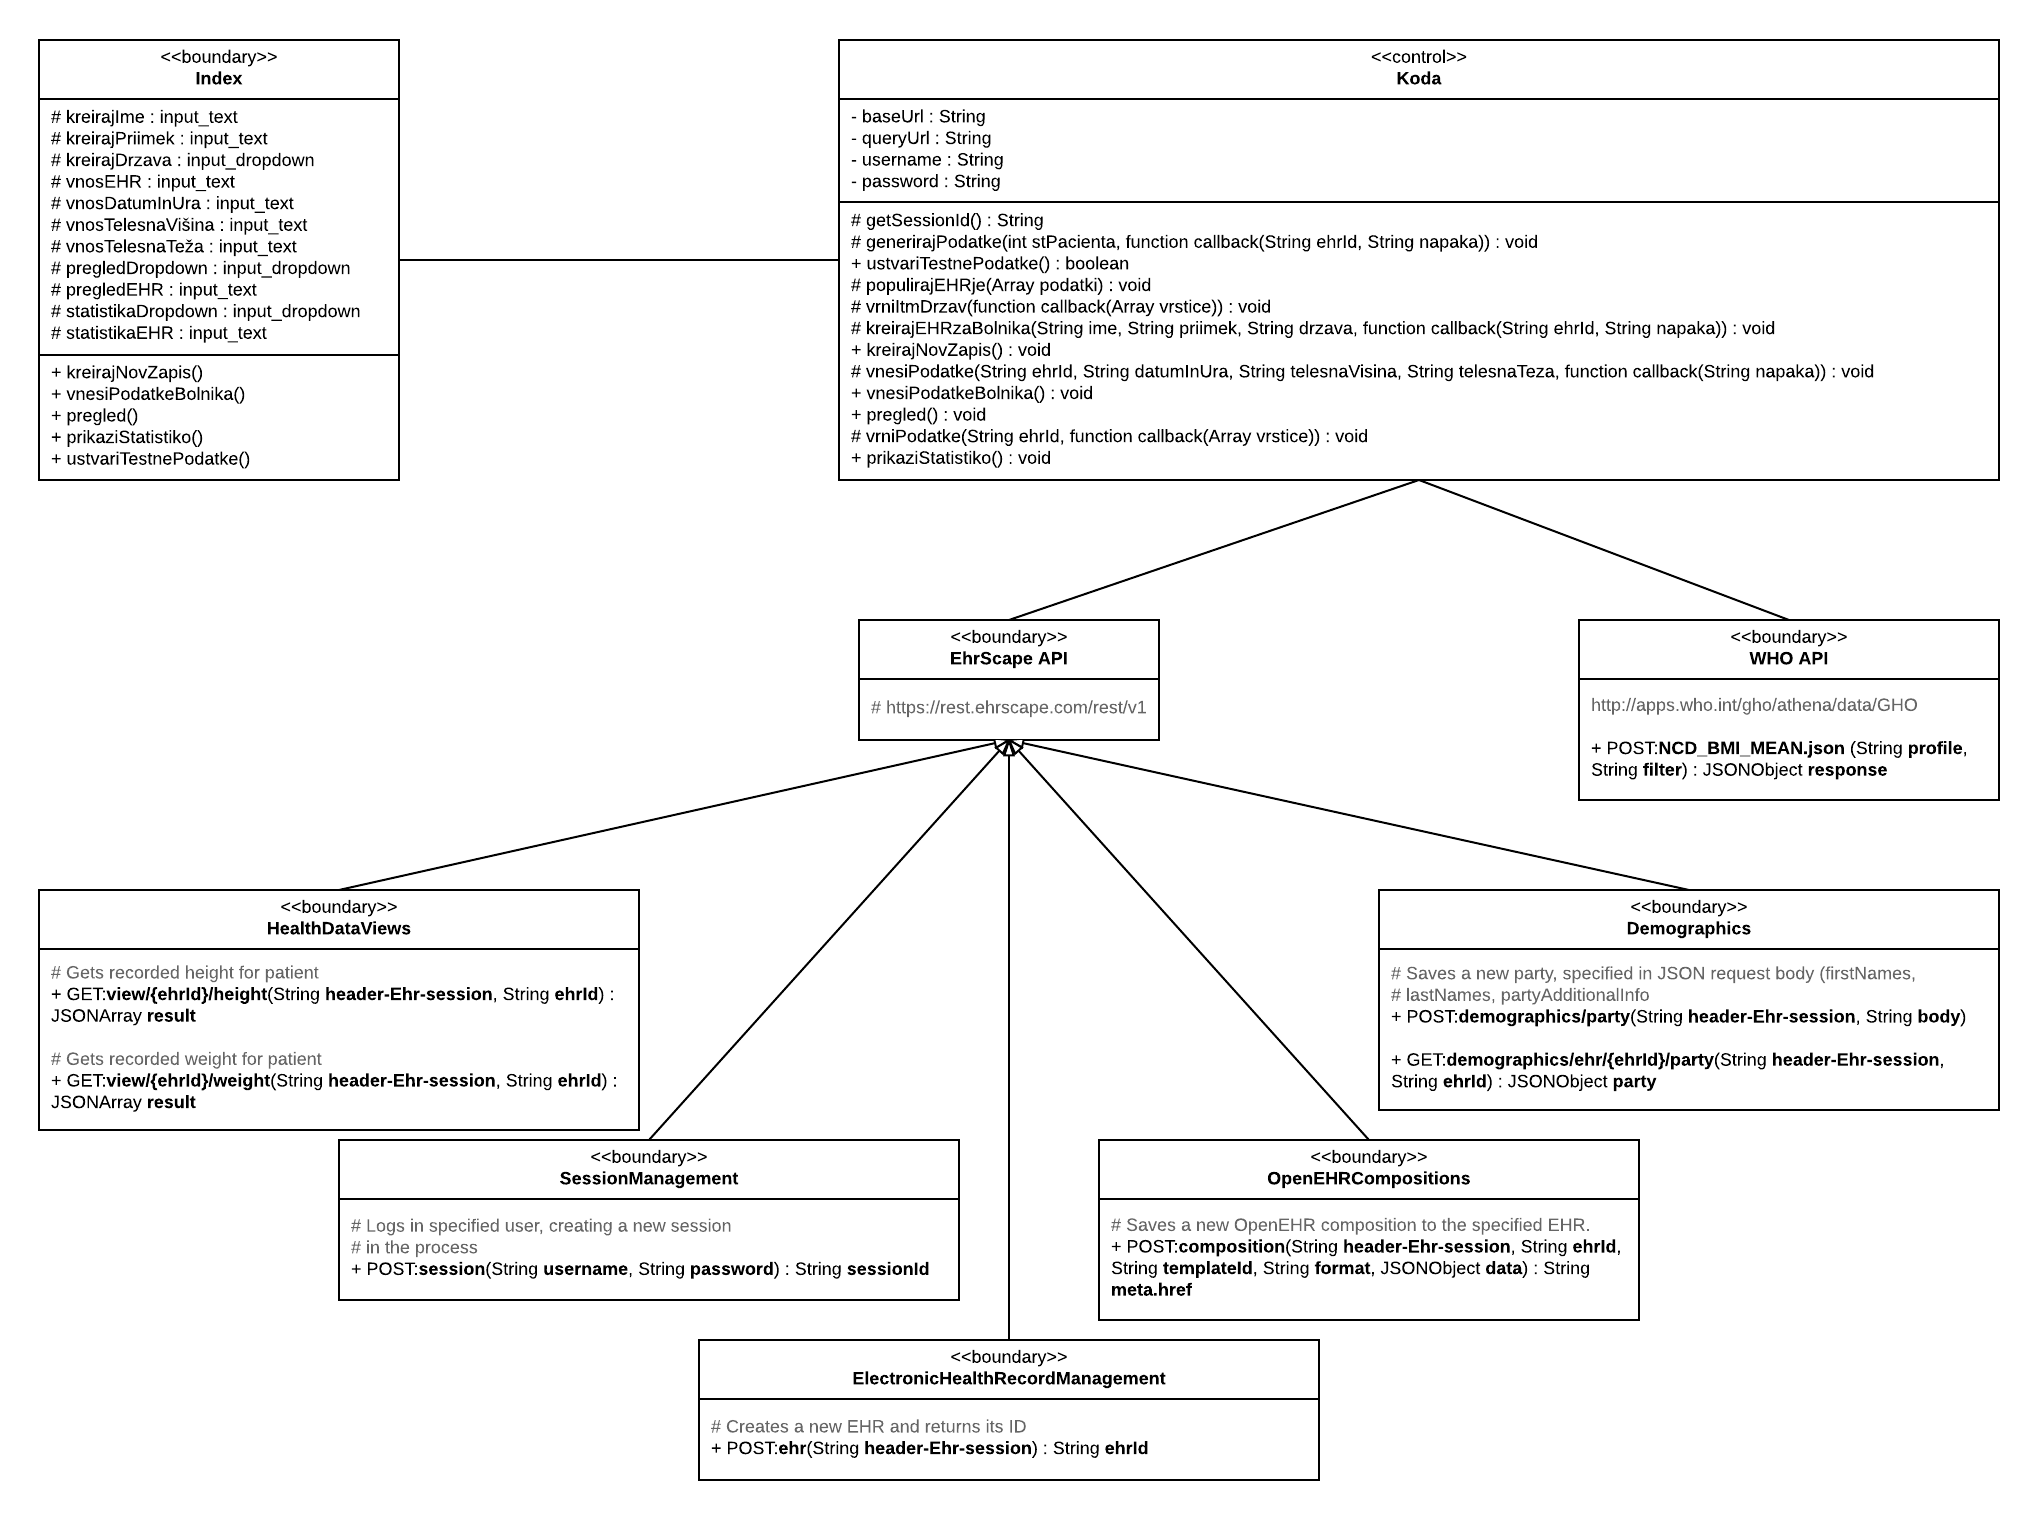 <<boundary>>
Index
# kreirajIme : input_text
# kreirajPriimek : input_text
# kreirajDrzava : input_dropdown
# vnosEHR : input_text
# vnosDatumInUra : input_text
# vnosTelesnaVišina : input_text
# vnosTelesnaTeža : input_text
# pregledDropdown : input_dropdown
# pregledEHR : input_text
# statistikaDropdown : input_dropdown
# statistikaEHR : input_text
+ kreirajNovZapis()
+ vnesiPodatkeBolnika()
+ pregled()
+ prikaziStatistiko()
+ ustvariTestnePodatke()
<<control>>
Koda
- baseUrl : String
- queryUrl : String
- username : String
- password : String
# getSessionId() : String
# generirajPodatke(int stPacienta, function callback(String ehrId, String napaka)) : void
+ ustvariTestnePodatke() : boolean
# populirajEHRje(Array podatki) : void
# vrniItmDrzav(function callback(Array vrstice)) : void
# kreirajEHRzaBolnika(String ime, String priimek, String drzava, function callback(String ehrId, String napaka)) : void
+ kreirajNovZapis() : void
# vnesiPodatke(String ehrId, String datumInUra, String telesnaVisina, String telesnaTeza, function callback(String napaka)) : void
+ vnesiPodatkeBolnika() : void
+ pregled() : void
# vrniPodatke(String ehrId, function callback(Array vrstice)) : void
+ prikaziStatistiko() : void
<<boundary>>
EhrScape API
# https://rest.ehrscape.com/rest/v1
<<boundary>>
WHO API
http://apps.who.int/gho/athena/data/GHO
+ POST:NCD_BMI_MEAN.json (String profile,
String filter) : JSONObject response
<<boundary>>
HealthDataViews
# Gets recorded height for patient
+ GET:view/{ehrId}/height(String header-Ehr-session, String ehrId) :
JSONArray result
# Gets recorded weight for patient
+ GET:view/{ehrId}/weight(String header-Ehr-session, String ehrId) :
JSONArray result
<<boundary>>
Demographics
# Saves a new party, specified in JSON request body (firstNames,
# lastNames, partyAdditionalInfo
+ POST:demographics/party(String header-Ehr-session, String body)
+ GET:demographics/ehr/{ehrId}/party(String header-Ehr-session,
String ehrId) : JSONObject party
<<boundary>>
SessionManagement
# Logs in specified user, creating a new session
# in the process
+ POST:session(String username, String password) : String sessionId
<<boundary>>
OpenEHRCompositions
# Saves a new OpenEHR composition to the specified EHR.
+ POST:composition(String header-Ehr-session, String ehrId,
String templateId, String format, JSONObject data) : String
meta.href
<<boundary>>
ElectronicHealthRecordManagement
# Creates a new EHR and returns its ID
+ POST:ehr(String header-Ehr-session) : String ehrId